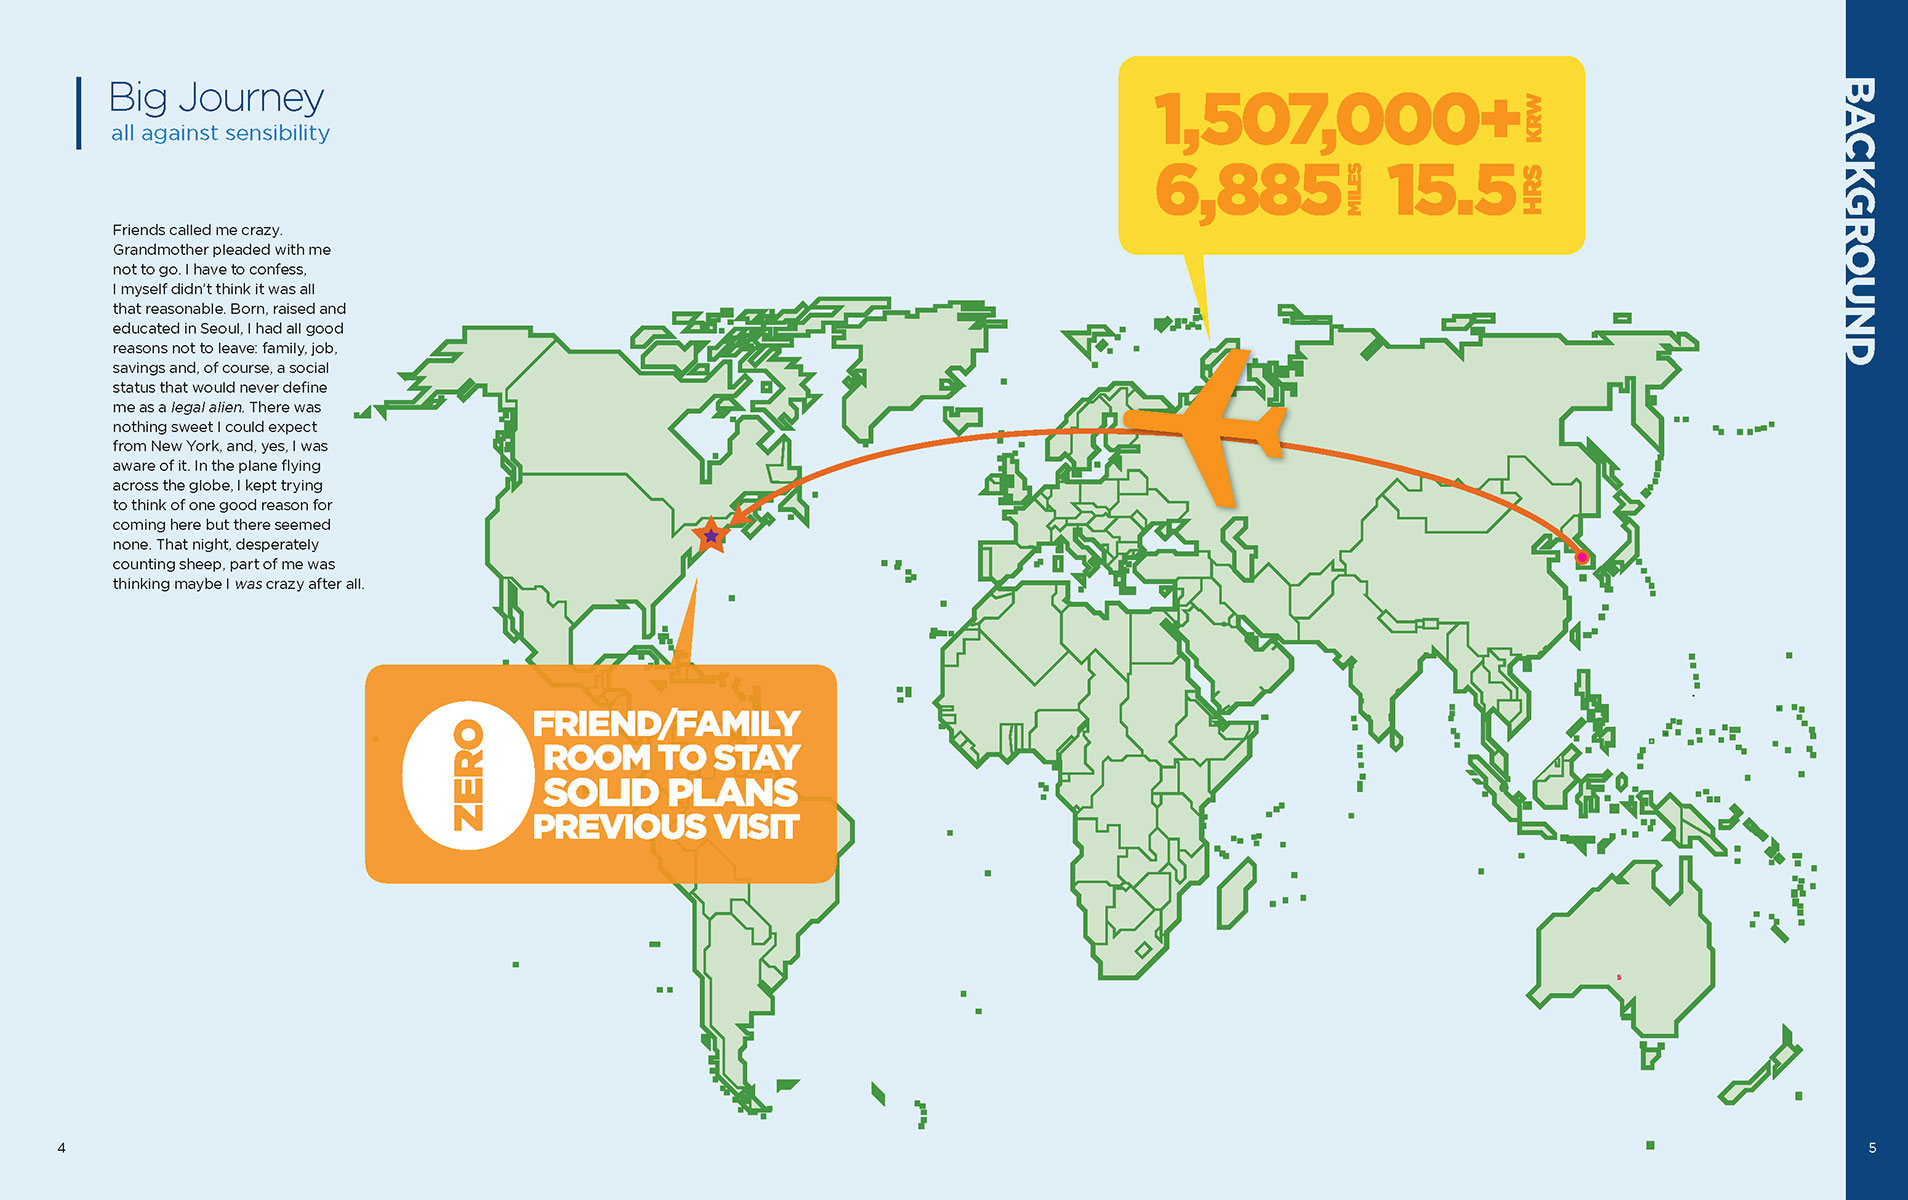 Big Journey
all against sensibility
Friends called me crazy.
Grandmother pleaded with me
not to go. I have to confess,
I myself didn't think it was all
that reasonable. Born, raised and
educated in Seoul, I had all good
reasons not to leave: family, job,
savings and, of course, a social
status that would never define
me as a legal alien. There was
nothing sweet I could expect
from New York, and, yes, I was
aware of it. In the plane flying
across the globe, I kept trying
to think of one good reason for
coming here but there seemed
none. That night, desperately
counting sheep, part of me was
thinking maybe I was crazy after all.
1,507,000+ KRW
6,885 MILES 15.5 HRS
ZERO
FRIEND/FAMILY
ROOM TO STAY
SOLID PLANS
PREVIOUS VISIT
BACKGROUND
5
4
5